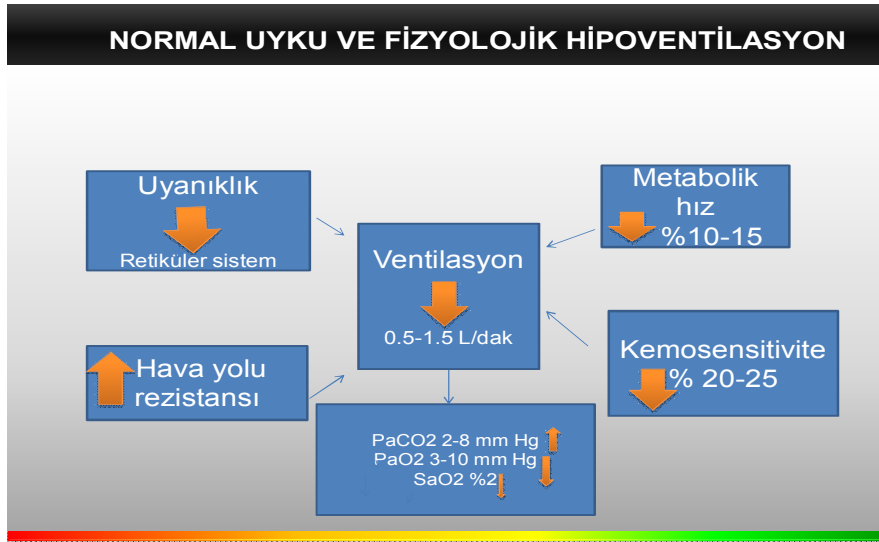 NORMAL UYKU VE FİZYOLOJİK HİPOVENTİLASYON
Uyanıklık
Retiküler sistem
Metabolik
hız
%10-15
Ventilasyon
0.5-1.5 L/dak
Hava yolu
rezistansı
Kemosensitivite
% 20-25
PaCO2 2-8 mm Hg
PaO2 3-10 mm Hg
SaO2 %2